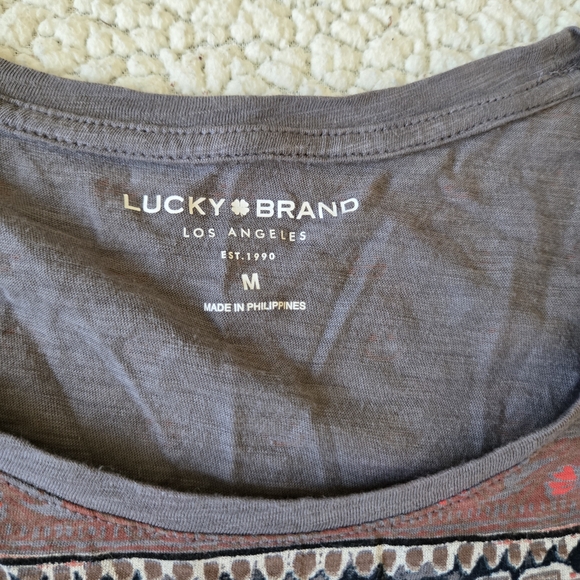 LUCKY BRAND
LOS ANGELES
EST.1990
M
MADE IN PHILIPPINES